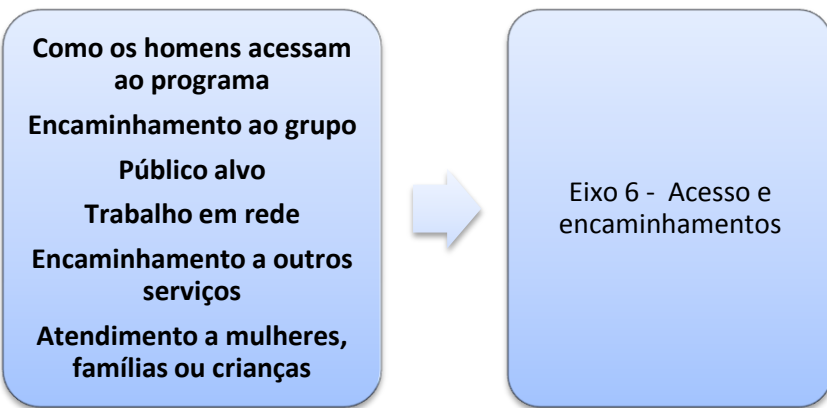 Como os homens acessam
ao programa
Encaminhamento ao grupo
Público alvo
Trabalho em rede
Encaminhamento a outros
serviços
Atendimento a mulheres,
famílias ou crianças
Eixo 6 - Acesso e
encaminhamentos